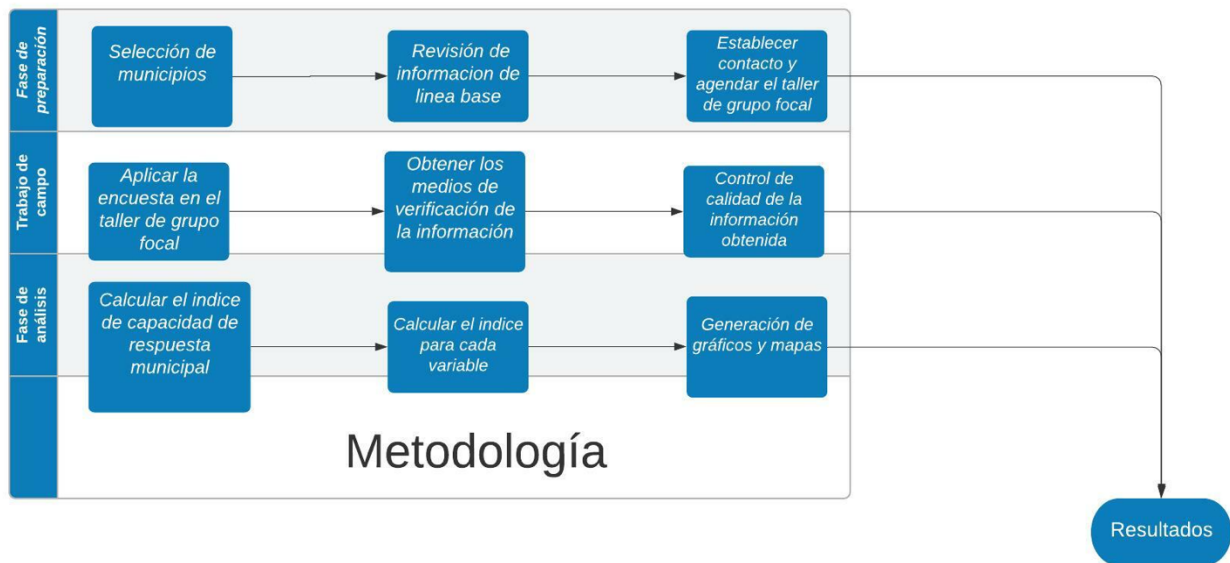 Fase de
preparación
Selección de
municipios
Revisión de
informacion de
linea base
Establecer
contacto y
agendar el taller
de grupo focal
Trabajo de
campo
Aplicar la
encuesta en el
taller de grupo
focal
Obtener los
medios de
verificación de
la información
Control de
calidad de la
información
obtenida
Fase de
análisis
Calcular el indice
de capacidad de
respuesta
municipal
Calcular el indice
para cada
variable
Generación de
gráficos y mapas
Metodología
Resultados